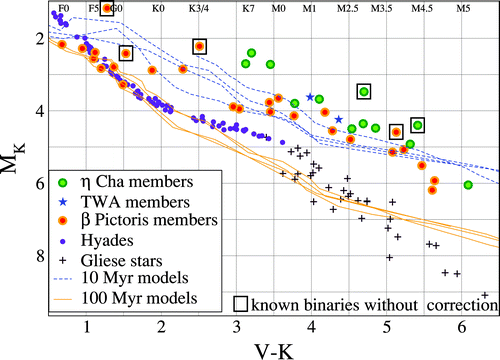 F0 F5 G0 K0 K3/4 K7 M0 M1 M2.5 M3.5 M4.5 M5
2
4
6
8
M_K
η Cha members
TWA members
β Pictoris members
Hyades
Gliese stars
10 Myr models
100 Myr models
known binaries without correction
1 2 3 4 5 6
V-K